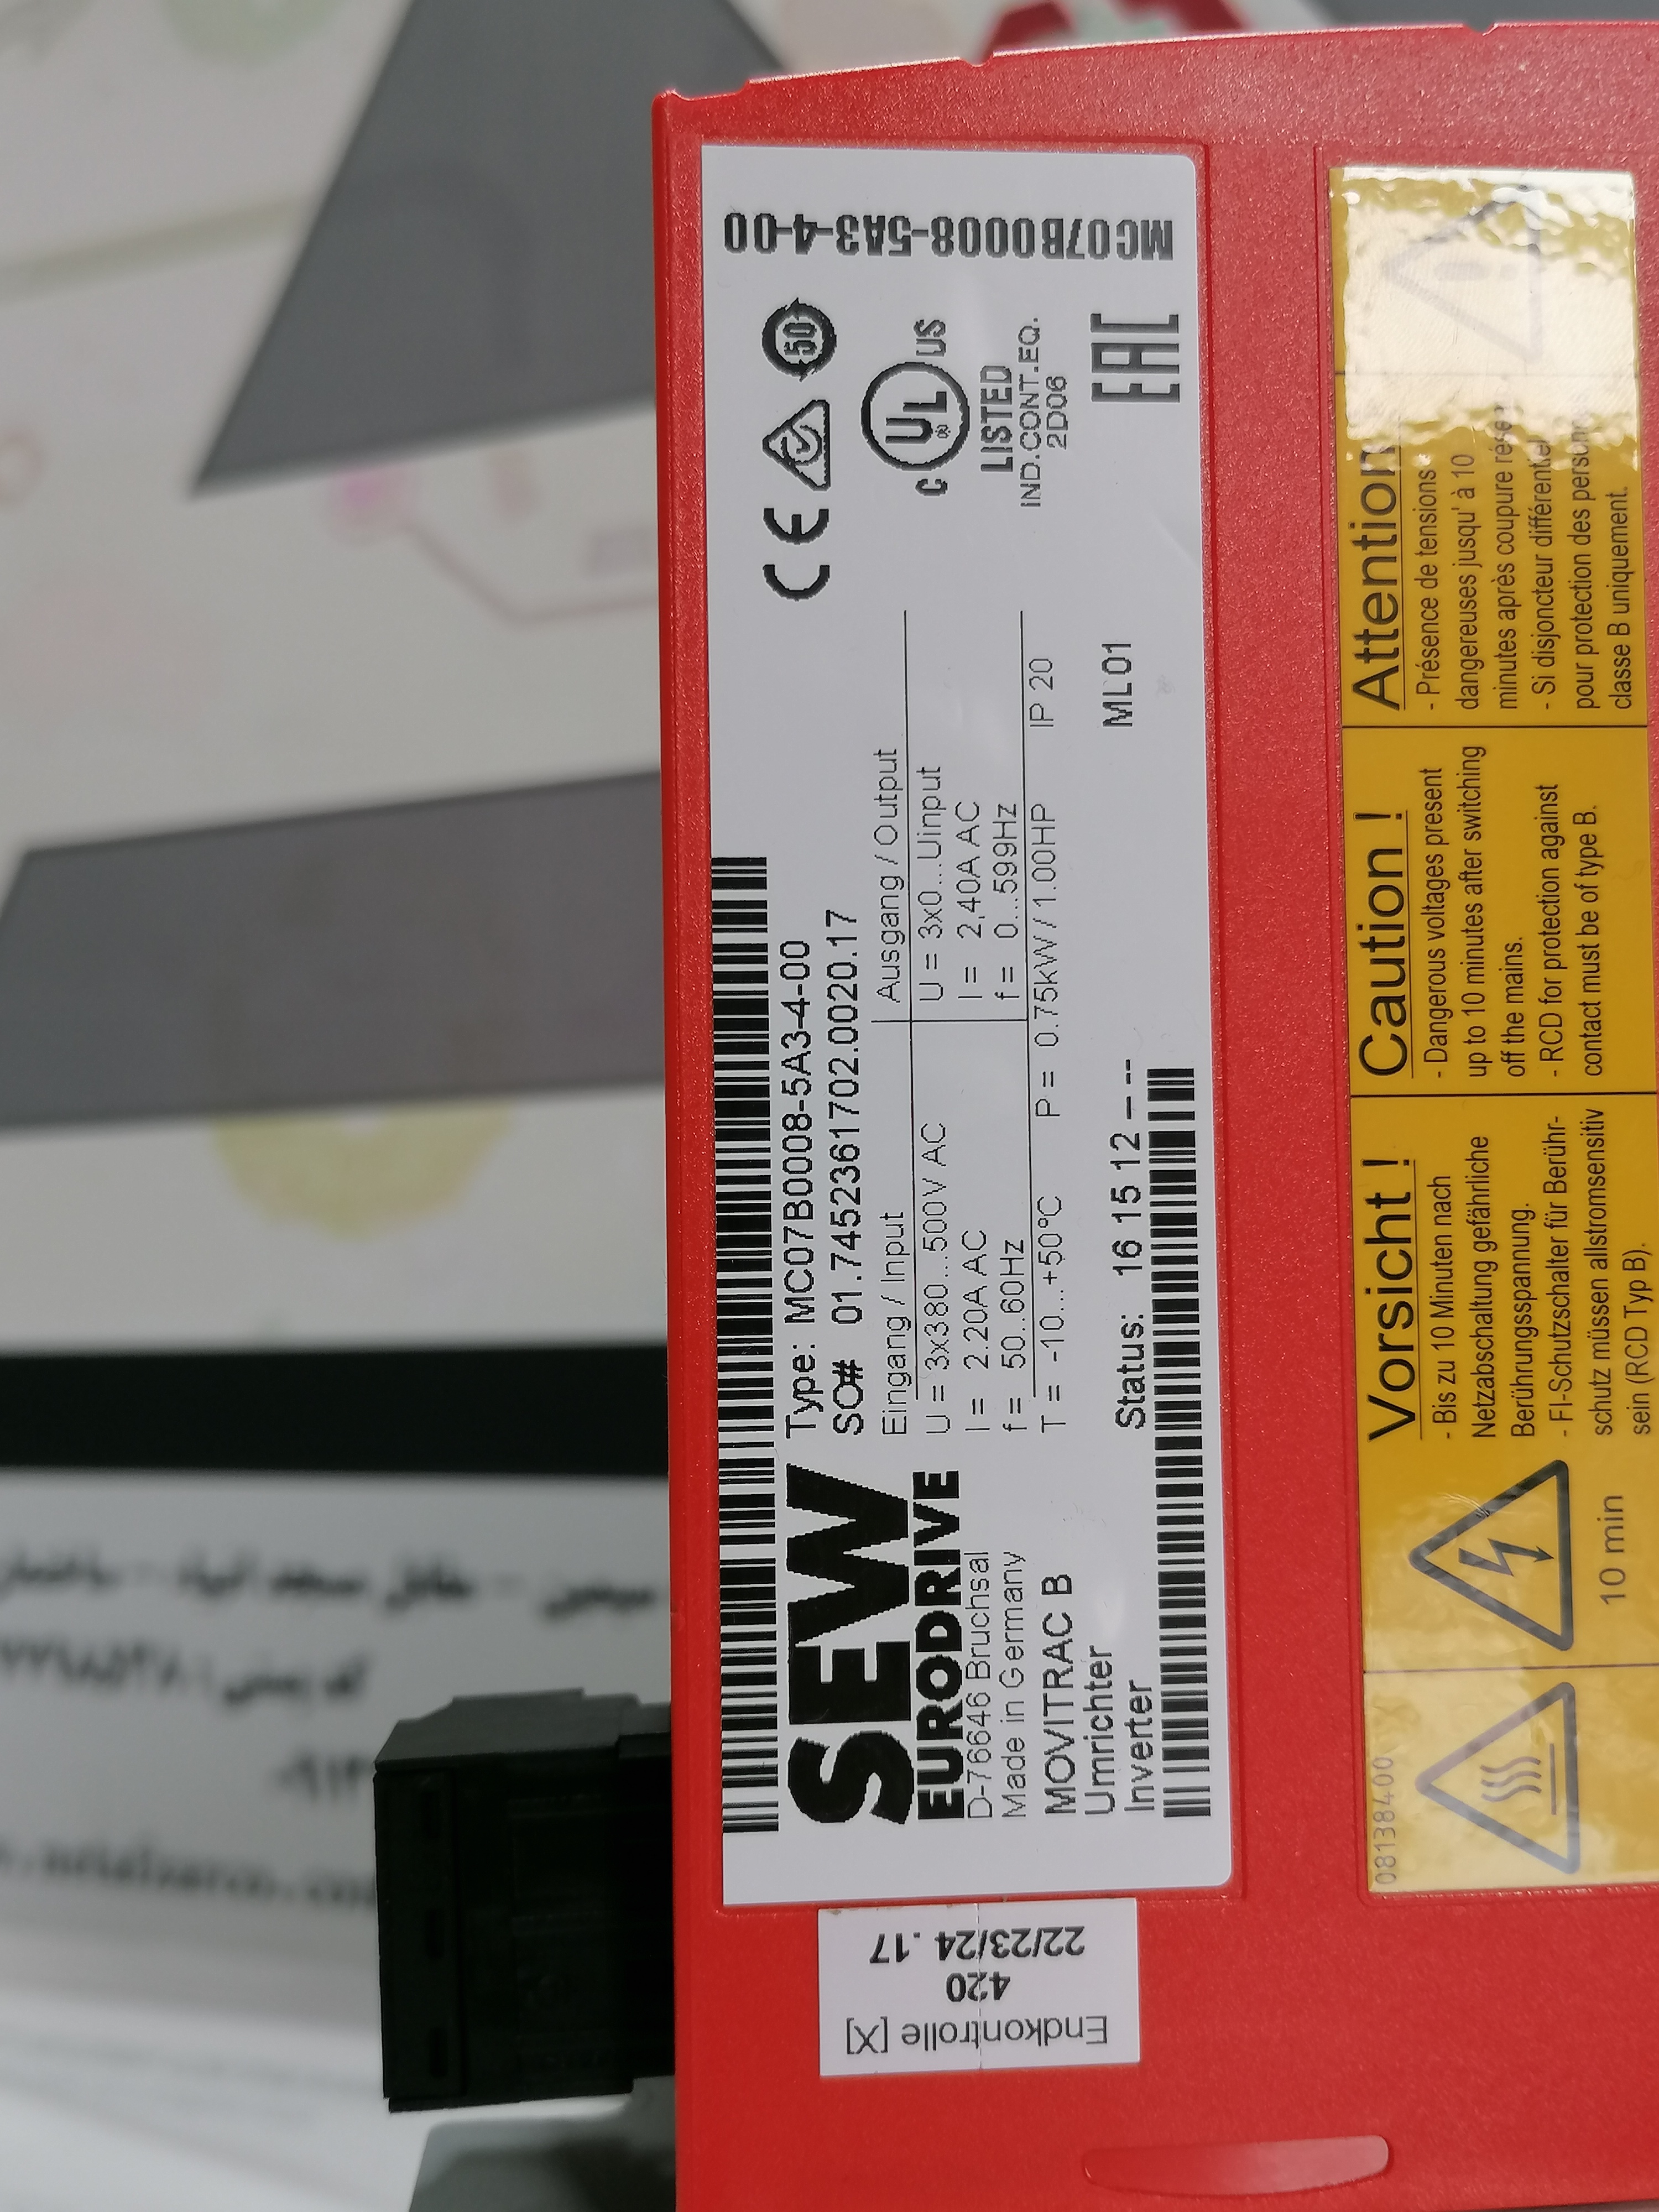 MC07B0008-5A3-4-00
Type: MC07B0008-5A3-4-00
SO# 01.7452361702.0020.17
Eingang / Input
Ausgang / Output
U = 3x380...500V AC
U = 3x0...Uinput
I = 2.20A AC
I = 2,40A AC
f = 50..60Hz
f = 0...599Hz
T = -10...+50°C
P = 0.75kW / 1.00HP
IP 20
Status: 16 15 12 – --
ML01
SEW
EURODRIVE
D-76646 Bruchsal
Made in Germany
MOVITRAC B
Umrichter
Inverter
CE
50
C UL US
LISTED
IND.CONT.EQ.
2D06
EAC
Endkontrolle [X]
420
22/23/24 .17
08138400
10 min
Vorsicht !
- Bis zu 10 Minuten nach
Netzabschaltung gefährliche
Berührungsspannung.
- FI-Schutzschalter für Berühr-
schutz müssen allstromsensitiv
sein (RCD Typ B).
Caution !
- Dangerous voltages present
up to 10 minutes after switching
off the mains.
- RCD for protection against
contact must be of type B.
Attention
- Présence de tensions
dangereuses jusqu' à 10
minutes après coupure
- Si disjoncteur différentiel
pour protection des
classe B uniquement.